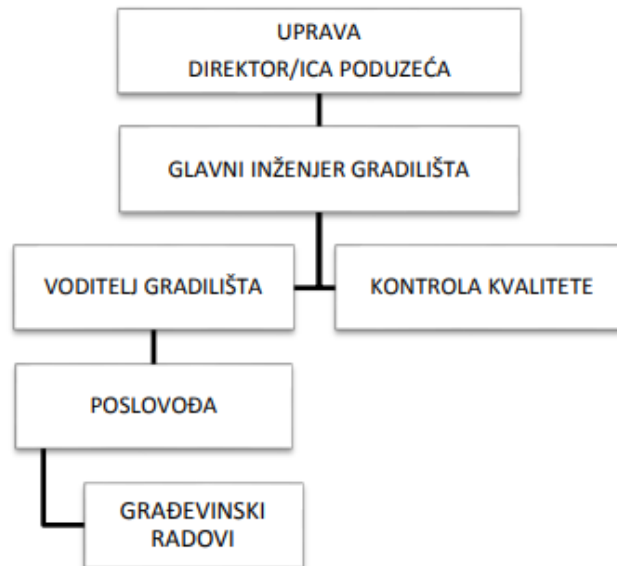 UPRAVA
DIREKTOR/ICA PODUZEĆA
GLAVNI INŽENJER GRADILIŠTA
VODITELJ GRADILIŠTA
KONTROLA KVALITETE
POSLOVOĐA
GRAĐEVINSKI
RADOVI